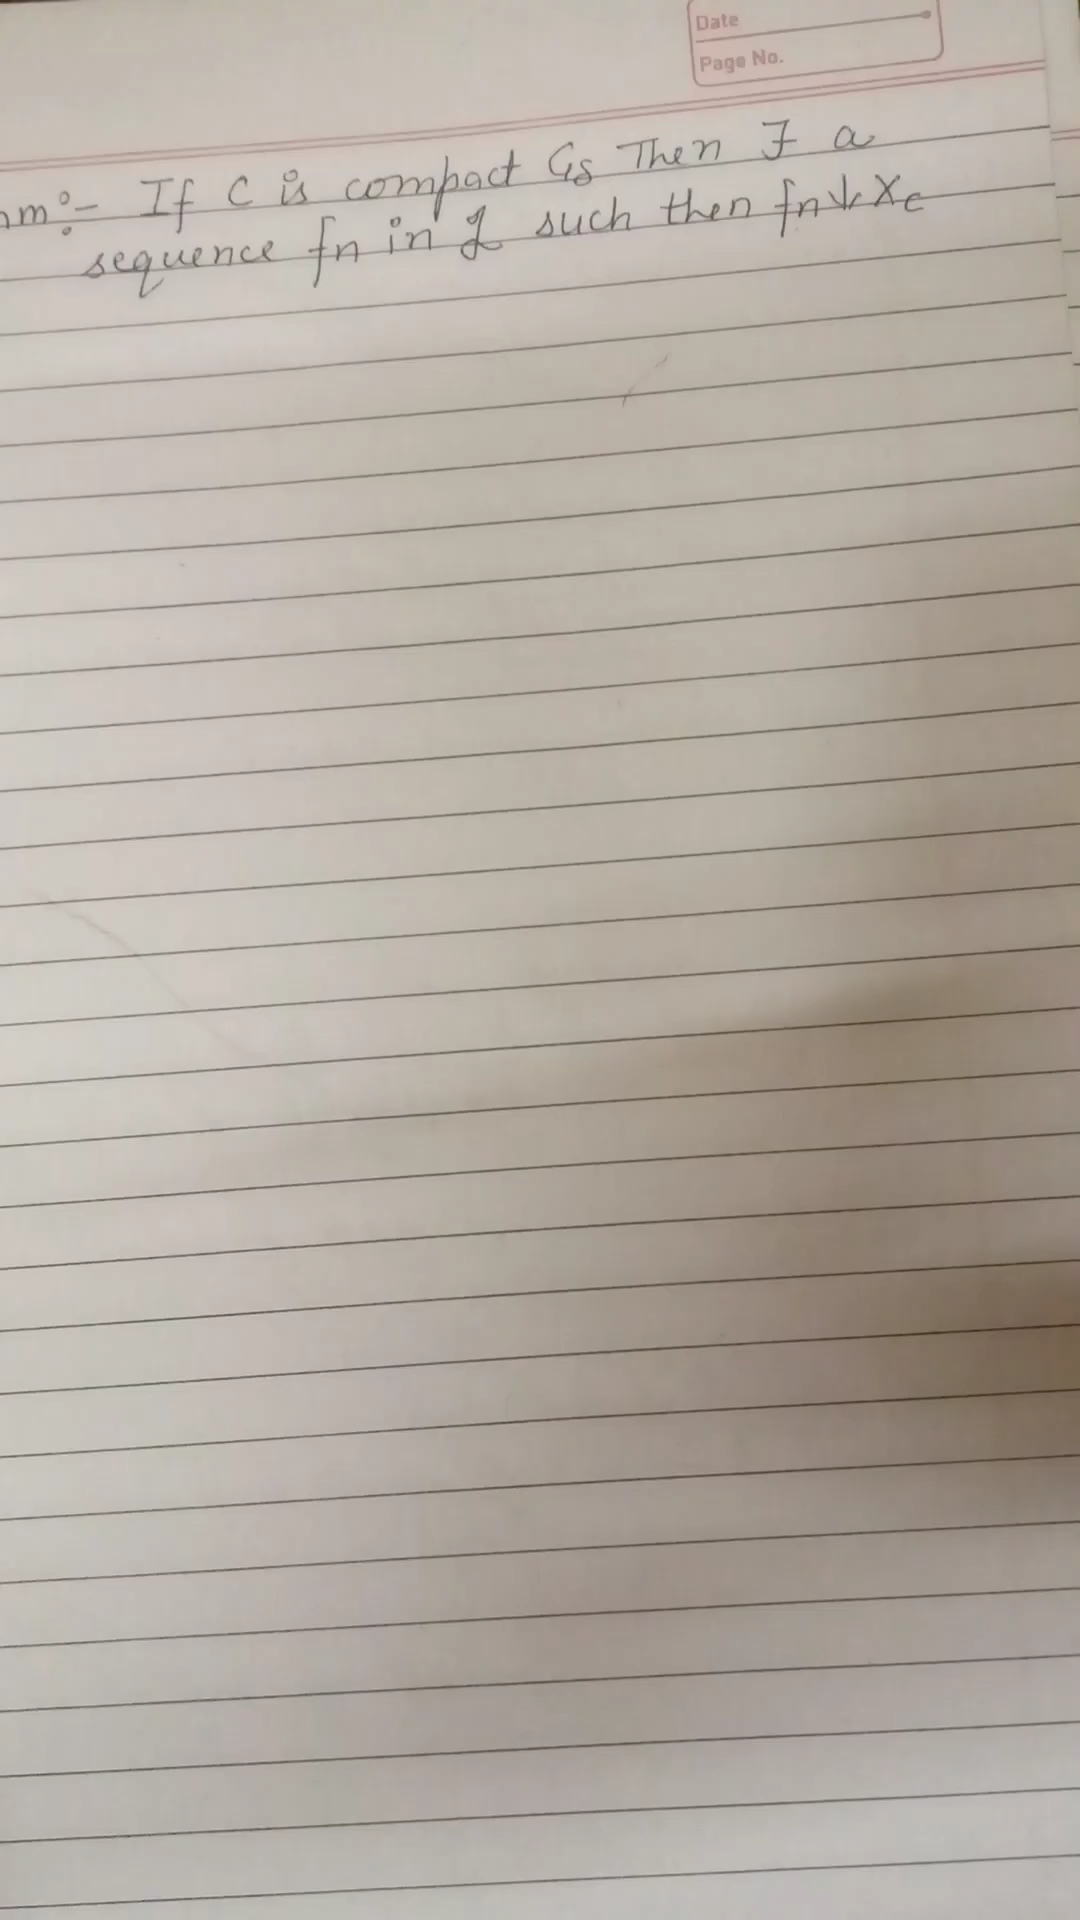 Date
Page No.
m:- If C is compact Gδ Then ∃ a
sequence fn in ℒ such then fn ↓ χc